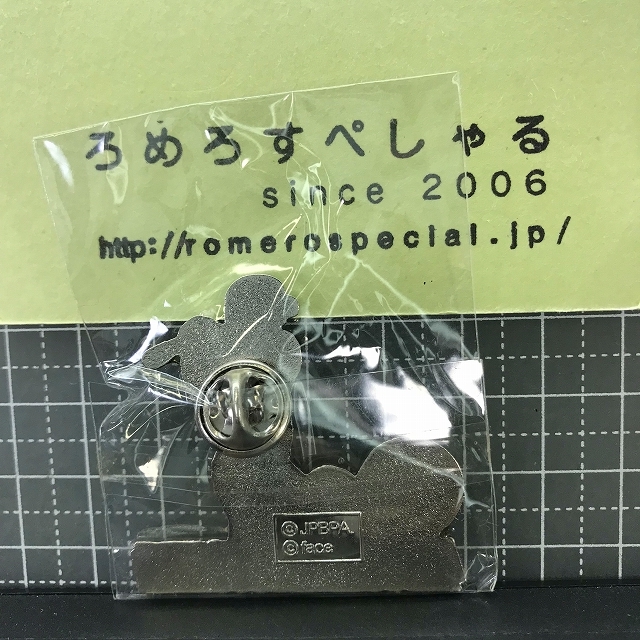 ろめろすぺしゃる
since 2006
http://romerospecial.jp/
©JPBPA
©face